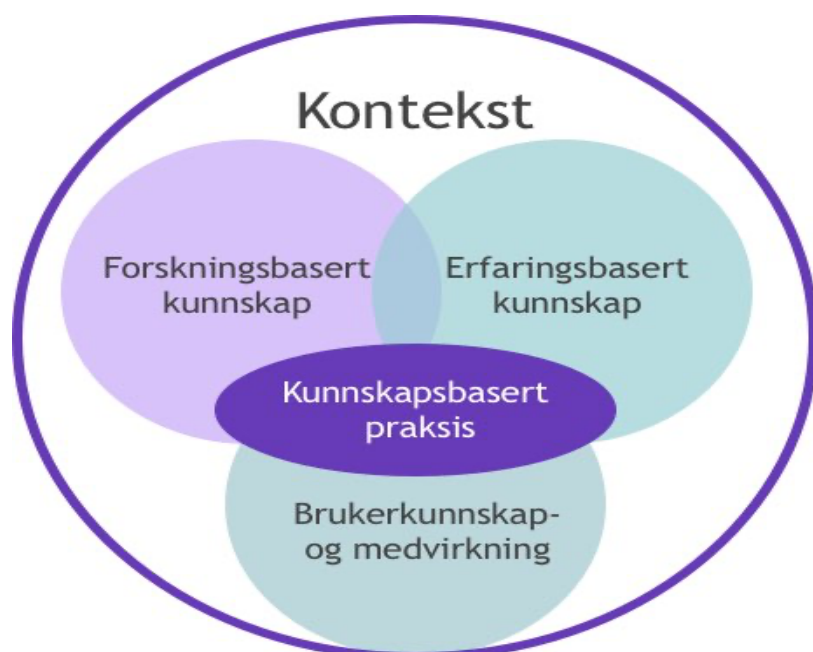 Kontekst
Forskningsbasert
kunnskap
Erfaringsbasert
kunnskap
Kunnskapsbasert
praksis
Brukerkunnskap-
og medvirkning